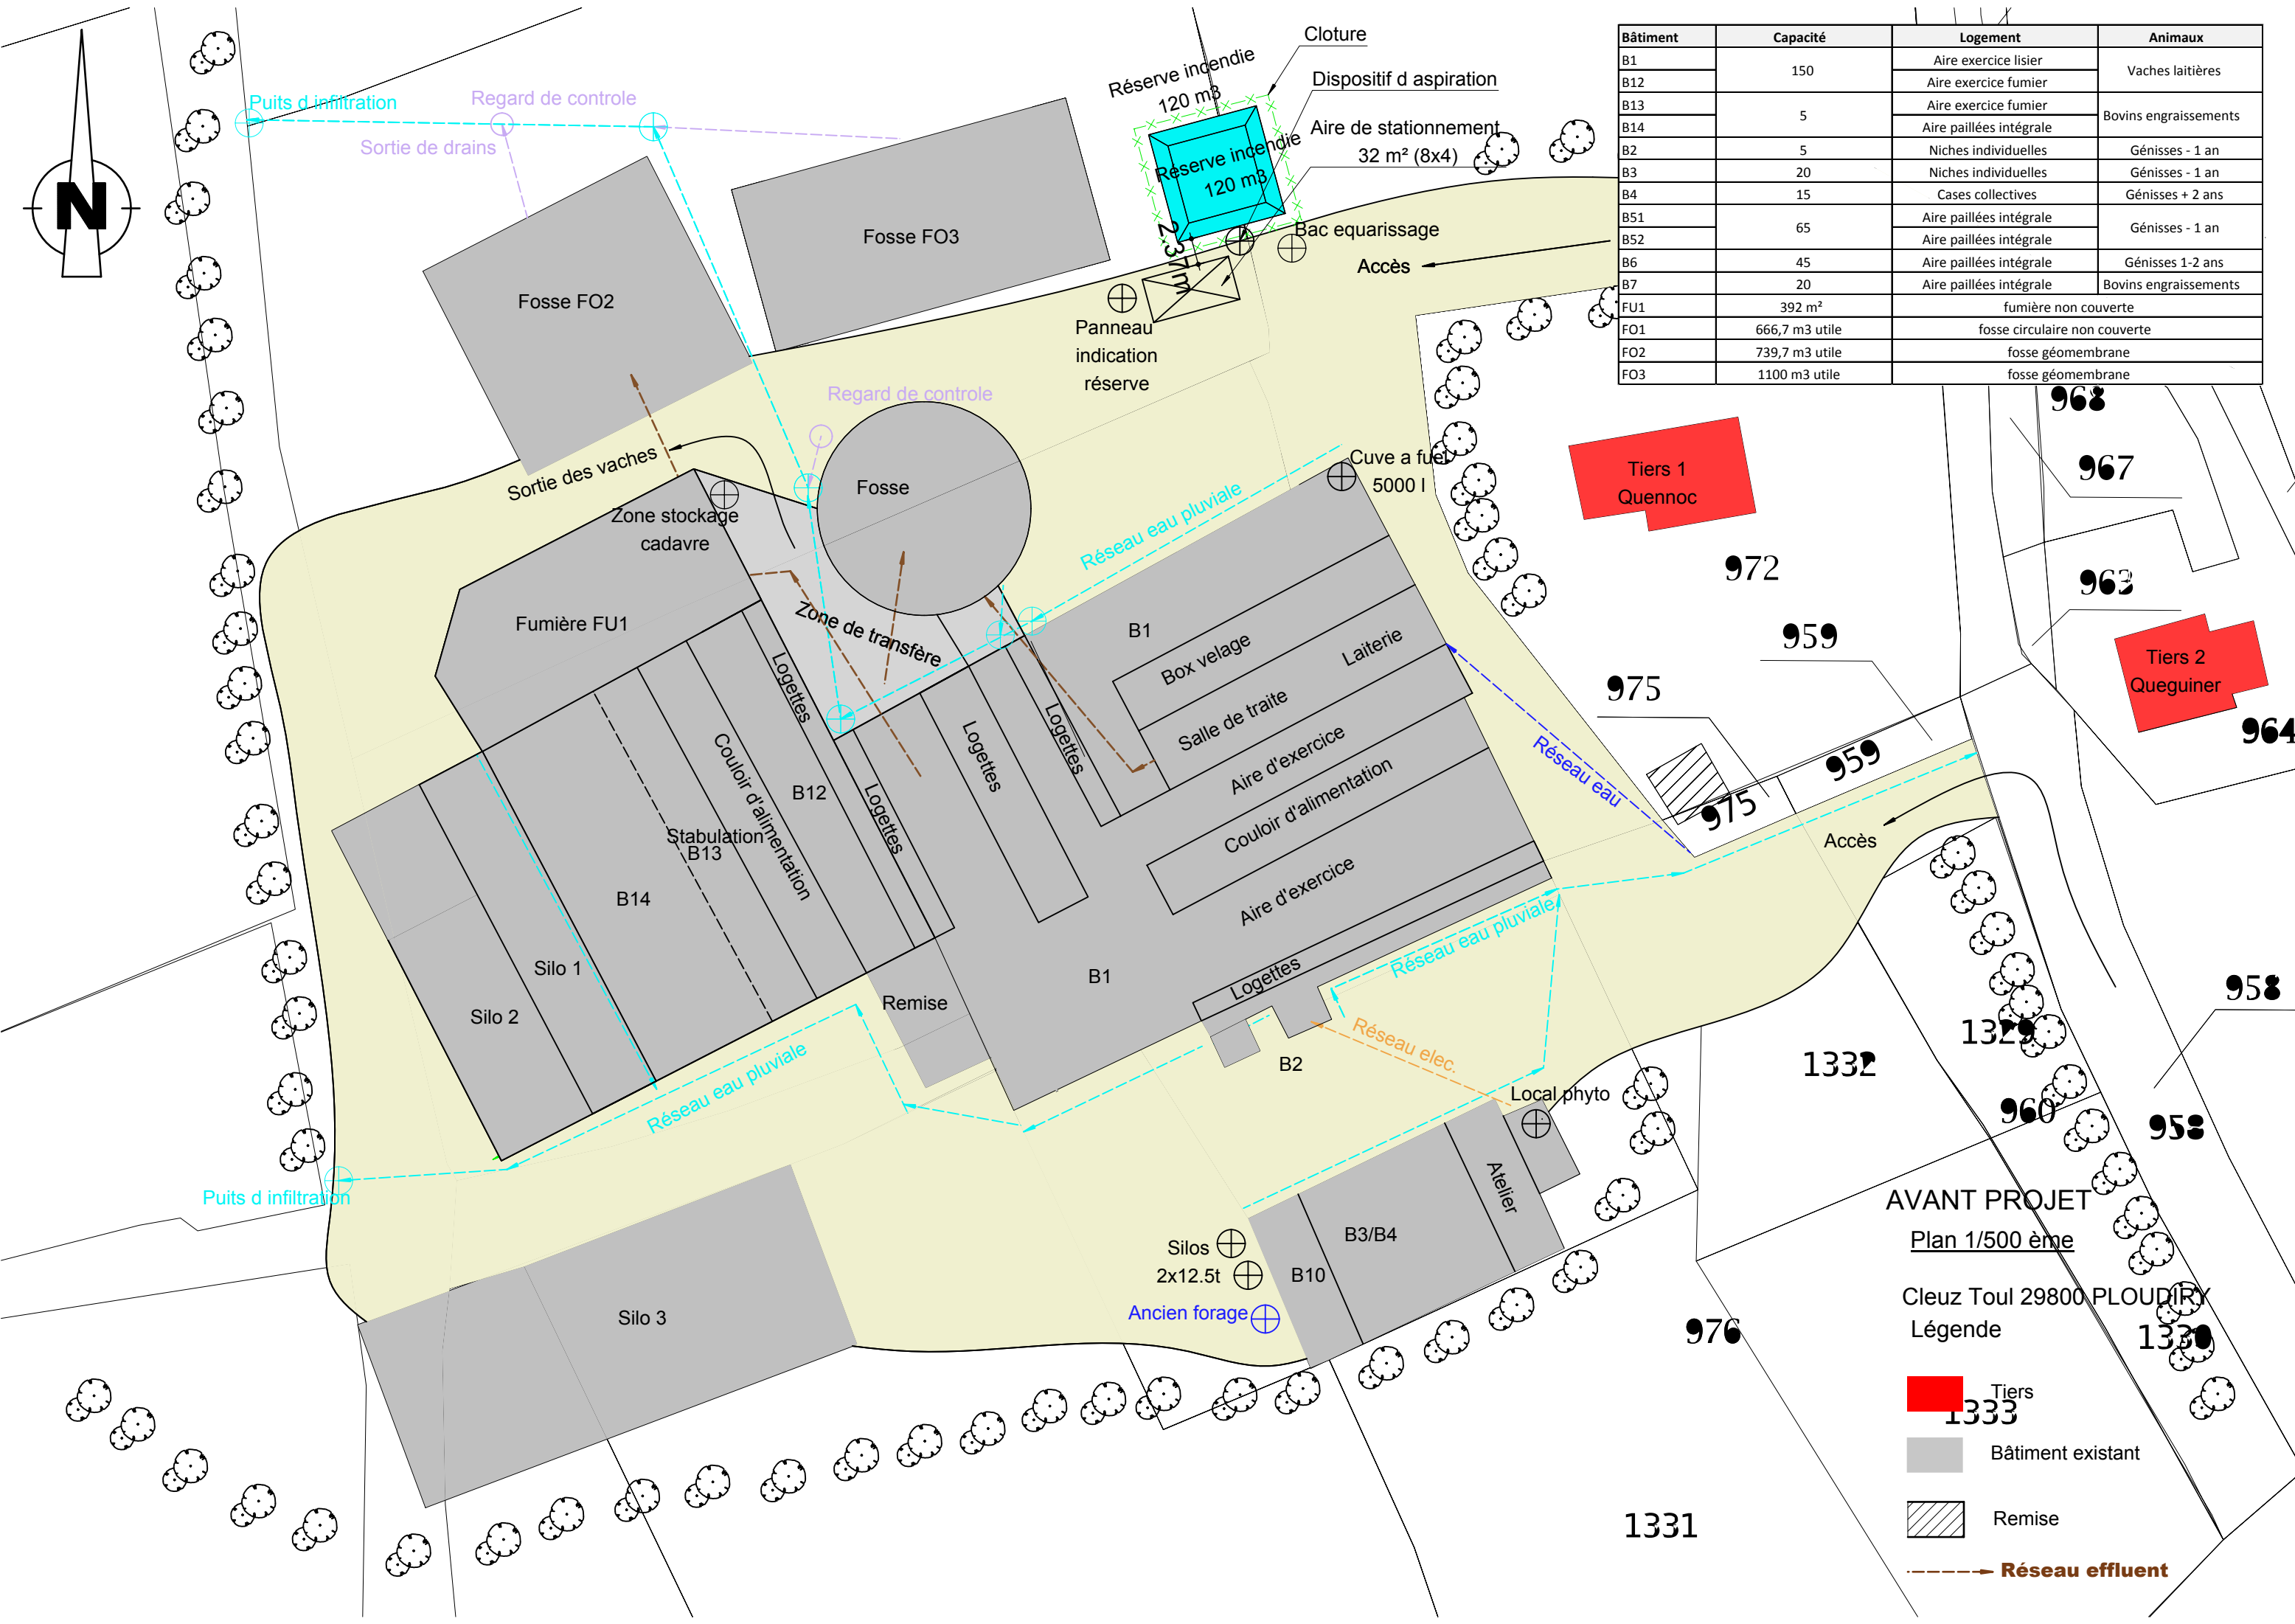 Bâtiment Capacité Logement Animaux
B1 150 Aire exercice lisier Vaches laitières
B12 Aire exercice fumier
B13 5 Aire exercice fumier Bovins engraissements
B14 Aire paillées intégrale
B2 5 Niches individuelles Génisses - 1 an
B3 20 Niches individuelles Génisses - 1 an
B4 15 Cases collectives Génisses + 2 ans
B51 65 Aire paillées intégrale Génisses - 1 an
B52 Aire paillées intégrale
B6 45 Aire paillées intégrale Génisses 1-2 ans
B7 20 Aire paillées intégrale Bovins engraissements
FU1 392 m² fumière non couverte
FO1 666,7 m3 utile fosse circulaire non couverte
FO2 739,7 m3 utile fosse géomembrane
FO3 1100 m3 utile fosse géomembrane
N
Puits d infiltration
Regard de controle
Sortie de drains
Réserve incendie
120 m3
Cloture
Dispositif d aspiration
Aire de stationnement
32 m² (8x4)
Réserve incendie
120 m3
2.37 m
Bac equarissage
Accès
Panneau
indication
réserve
Fosse FO3
Fosse FO2
Regard de controle
Sortie des vaches
Fosse
Zone stockage
cadavre
Réseau eau pluviale
Cuve a fuel
5000 l
Tiers 1
Quennoc
972
968
967
963
959
975
Tiers 2
Queguiner
964
959
975
Accès
Réseau eau
Fumière FU1
Zone de transfère
B1
Box velage
Laiterie
Salle de traite
Aire d'exercice
Couloir d'alimentation
Aire d'exercice
Logettes
Logettes
Logettes
Logettes
Logettes
Couloir d'alimentation
B12
Stabulation
B13
B14
Silo 1
Silo 2
Remise
B1
Réseau eau pluviale
Réseau eau pluviale
Réseau elec.
B2
Local phyto
Puits d infiltration
Silo 3
Silos
2x12.5t
Ancien forage
B10
B3/B4
Atelier
1332
1329
960
958
958
976
1331
1330
1333
AVANT PROJET
Plan 1/500 ème
Cleuz Toul 29800 PLOUDIRY
Légende
Tiers
Bâtiment existant
Remise
Réseau effluent